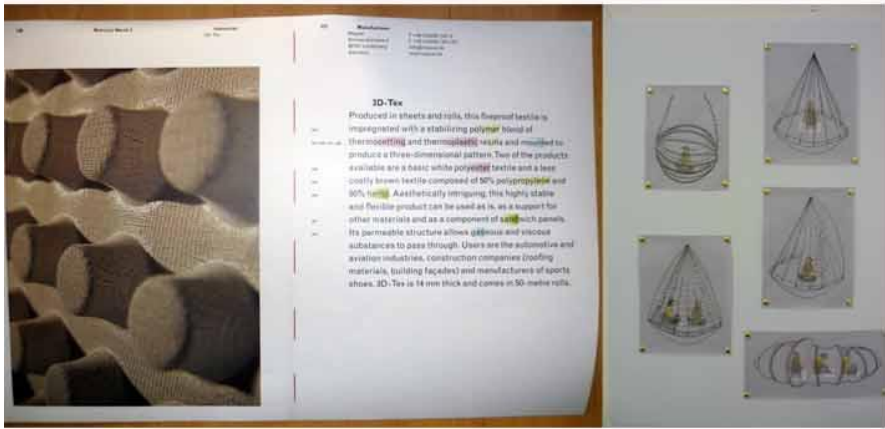 3D-Tex
Produced in sheets and rolls, this fireproof textile is
impregnated with a stabilizing polymer blend of
thermosetting and thermoplastic resins and moulded to
produce a three-dimensional pattern. Two of the products
available are a basic white polyester textile and a less
costly brown textile composed of 50% polypropylene and
50% hemp. Aesthetically intriguing, this highly stable
and flexible product can be used as is, as a support for
other materials and as a component of sandwich panels.
Its permeable structure allows gaseous and viscous
substances to pass through. Users are the automotive and
aviation industries, construction companies (roofing
materials, building façades) and manufacturers of sports
shoes. 3D-Tex is 14 mm thick and comes in 50-metre rolls.